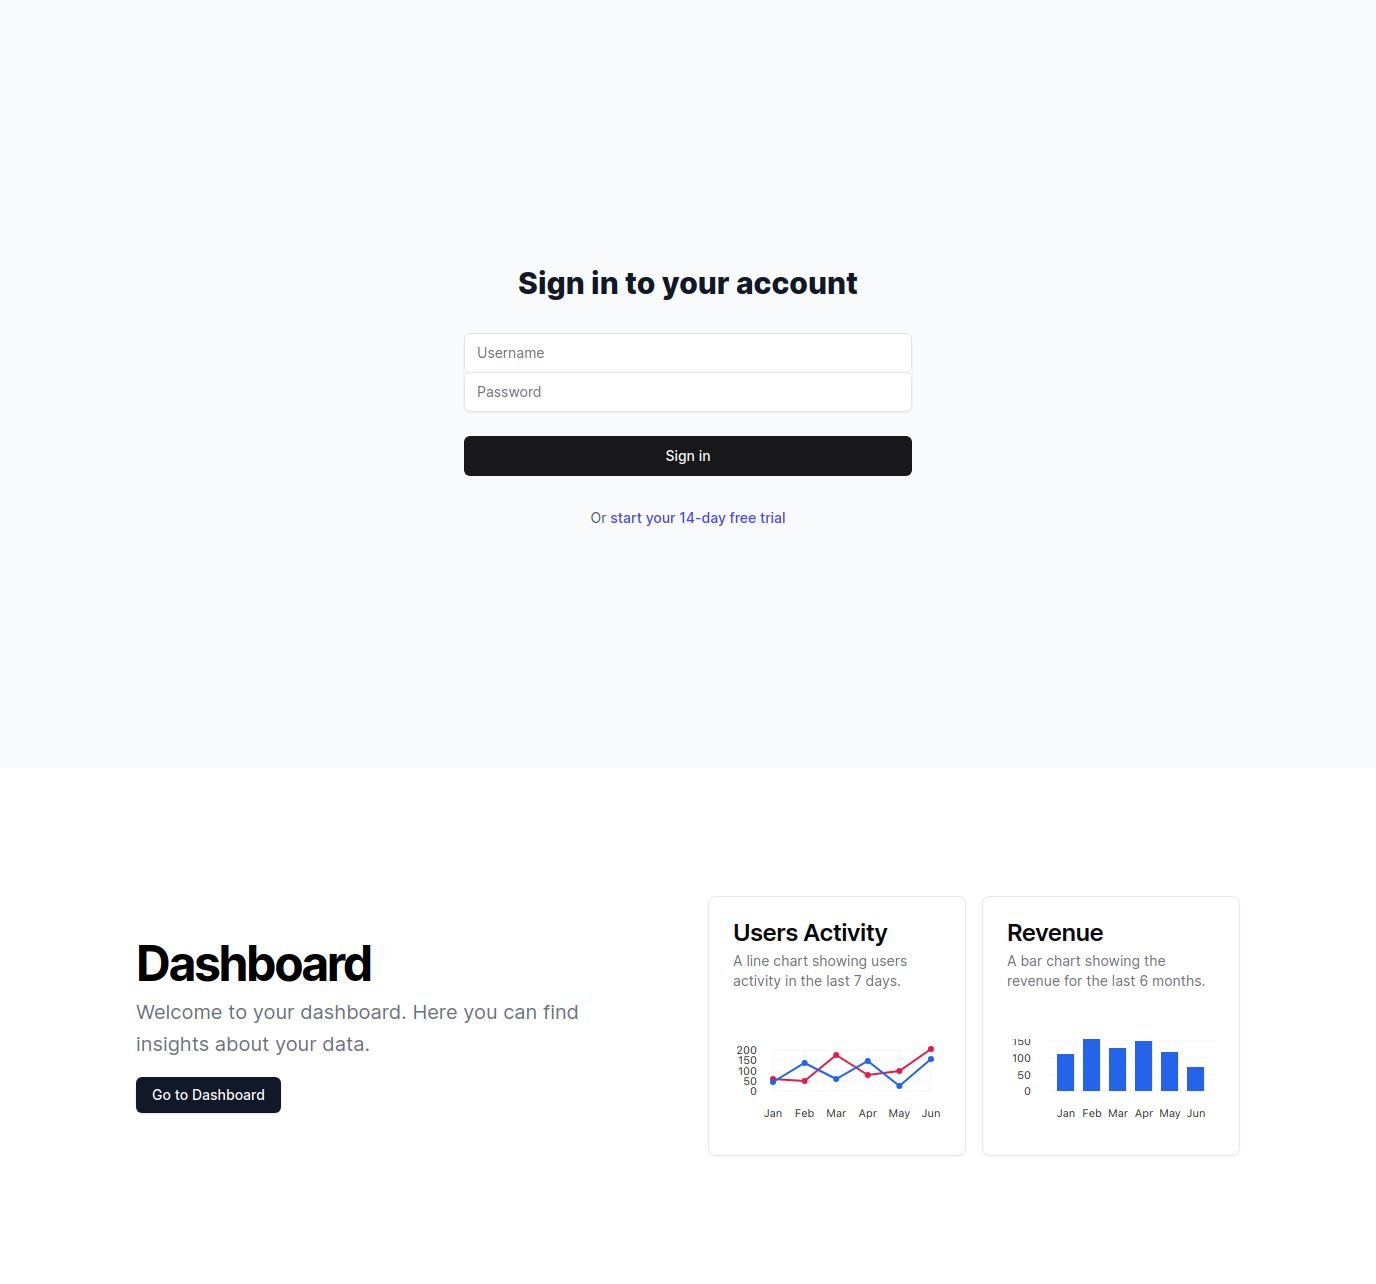 Sign in to your account
Username
Password
Sign in
Or start your 14-day free trial
Dashboard
Welcome to your dashboard. Here you can find
insights about your data.
Go to Dashboard
Users Activity
A line chart showing users
activity in the last 7 days.
200
150
100
50
0
Jan Feb Mar Apr May Jun
Revenue
A bar chart showing the
revenue for the last 6 months.
150
100
50
0
Jan Feb Mar Apr May Jun